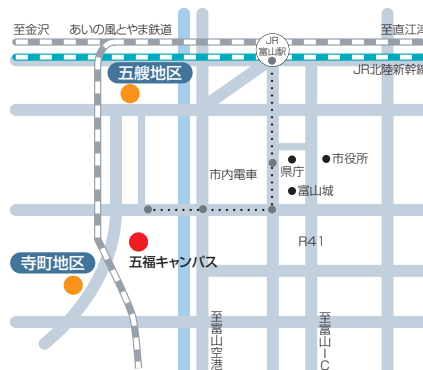 至金沢
あいの風とやま鉄道
JR
富山駅
至直江津
JR北陸新幹線
五艘地区
市内電車
県庁
市役所
富山城
R41
五福キャンパス
寺町地区
至富山空港
至富山IC